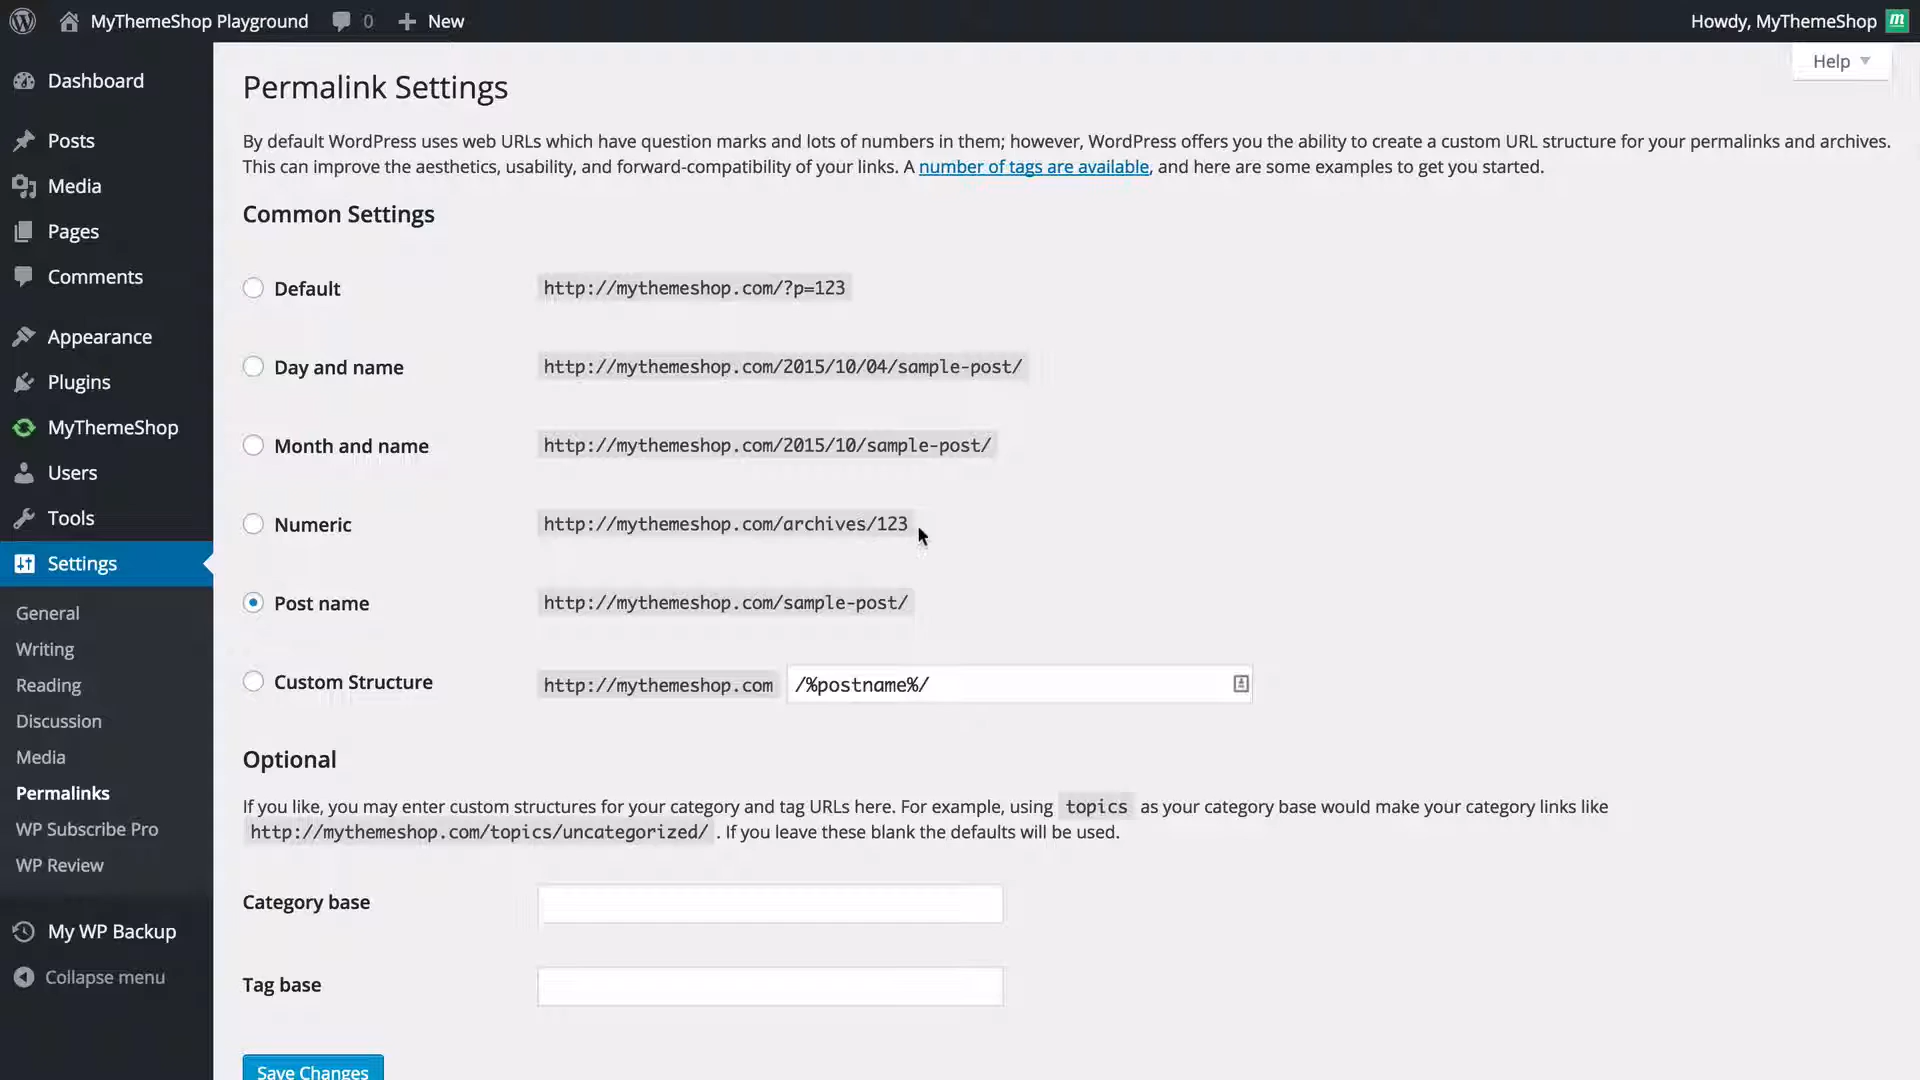 MyThemeShop Playground 0 New Howdy, MyThemeShop m
Help
Dashboard
Posts
Media
Pages
Comments
Appearance
Plugins
MyThemeShop
Users
Tools
Settings
General
Writing
Reading
Discussion
Media
Permalinks
WP Subscribe Pro
WP Review
My WP Backup
Collapse menu
Permalink Settings
By default WordPress uses web URLs which have question marks and lots of numbers in them; however, WordPress offers you the ability to create a custom URL structure for your permalinks and archives.
This can improve the aesthetics, usability, and forward-compatibility of your links. A number of tags are available, and here are some examples to get you started.
Common Settings
Default http://mythemeshop.com/?p=123
Day and name http://mythemeshop.com/2015/10/04/sample-post/
Month and name http://mythemeshop.com/2015/10/sample-post/
Numeric http://mythemeshop.com/archives/123
Post name http://mythemeshop.com/sample-post/
Custom Structure http://mythemeshop.com /%postname%/
Optional
If you like, you may enter custom structures for your category and tag URLs here. For example, using topics as your category base would make your category links like
http://mythemeshop.com/topics/uncategorized/ . If you leave these blank the defaults will be used.
Category base
Tag base
Save Changes